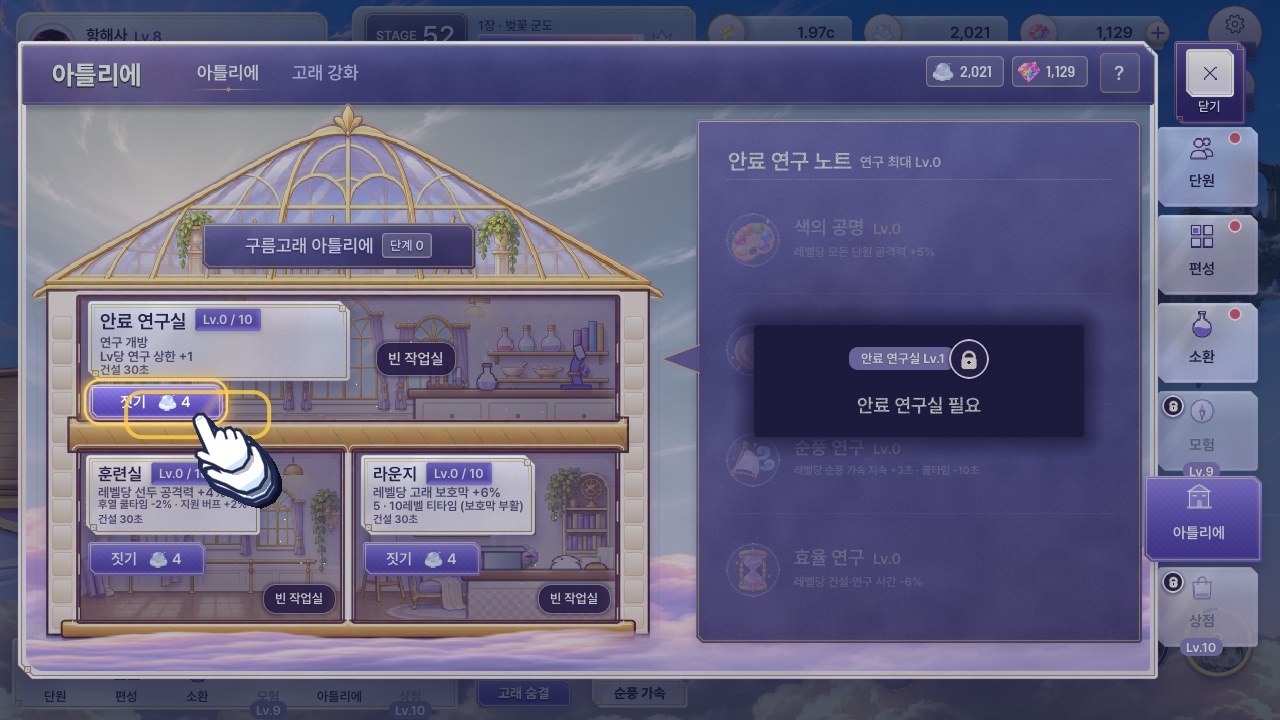 항해사 Lv.8
STAGE 52
1장 · 벚꽃 군도
1.97c
2,021
1,129
아틀리에
아틀리에
고래 강화
2,021
1,129
?
닫기
구름고래 아틀리에 단계 0
안료 연구실 Lv.0 / 10
연구 개방
Lv당 연구 상한 +1
건설 30초
빈 작업실
짓기 4
훈련실 Lv.0 / 10
레벨당 선두 공격력 +4%
후열 쿨타임 -2% · 지원 버프 +2%
건설 30초
짓기 4
빈 작업실
라운지 Lv.0 / 10
레벨당 고래 보호막 +6%
5 · 10레벨 티타임 (보호막 부활)
건설 30초
짓기 4
빈 작업실
안료 연구 노트 연구 최대 Lv.0
색의 공명 Lv.0
레벨당 모든 단원 공격력 +5%
안료 연구실 Lv.1
안료 연구실 필요
순풍 연구 Lv.0
레벨당 순풍 가속 지속 +3초 · 쿨타임 -10초
효율 연구 Lv.0
레벨당 건설·연구 시간 -6%
단원
편성
소환
모험
Lv.9
아틀리에
상점
Lv.10
단원
편성
소환
모험
Lv.9
아틀리에
상점
Lv.10
고래 숨결
순풍 가속